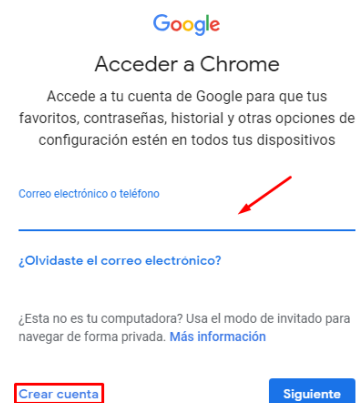 Google
Acceder a Chrome
Accede a tu cuenta de Google para que tus
favoritos, contraseñas, historial y otras opciones de
configuración estén en todos tus dispositivos
Correo electrónico o teléfono
¿Olvidaste el correo electrónico?
¿Esta no es tu computadora? Usa el modo de invitado para
navegar de forma privada. Más información
Crear cuenta
Siguiente